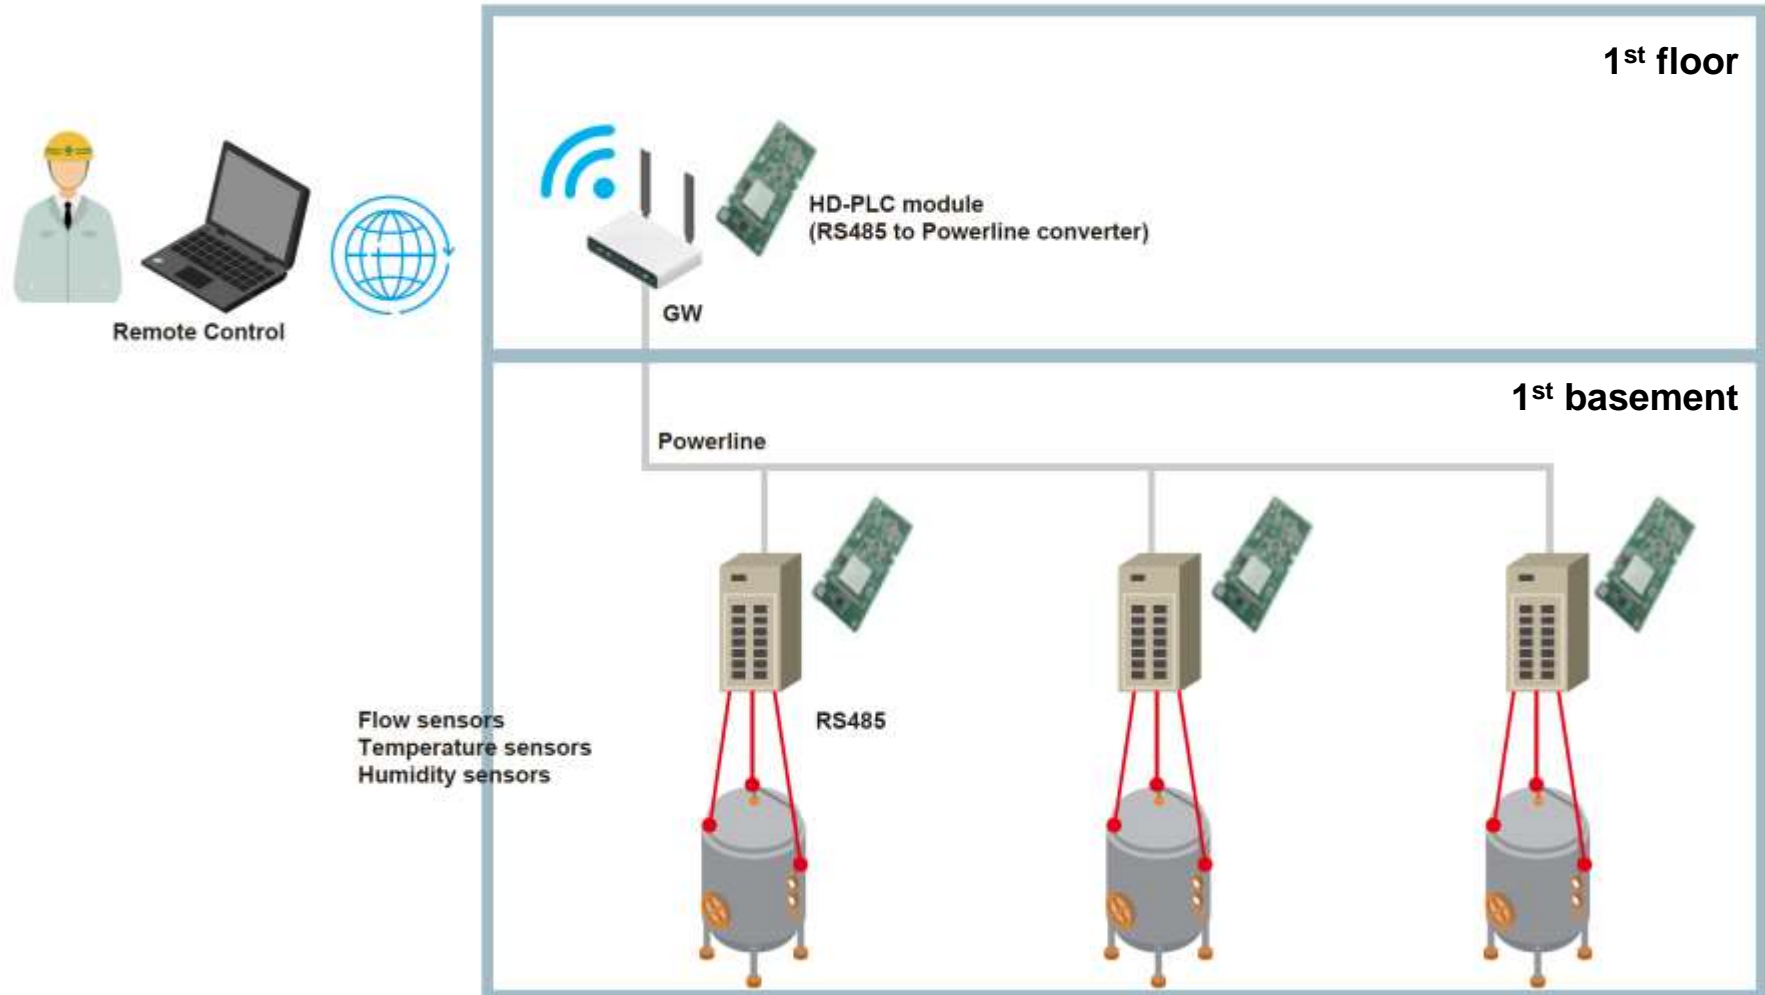 1st floor
HD-PLC module
(RS485 to Powerline converter)
GW
Remote Control
1st basement
Powerline
Flow sensors
Temperature sensors
Humidity sensors
RS485